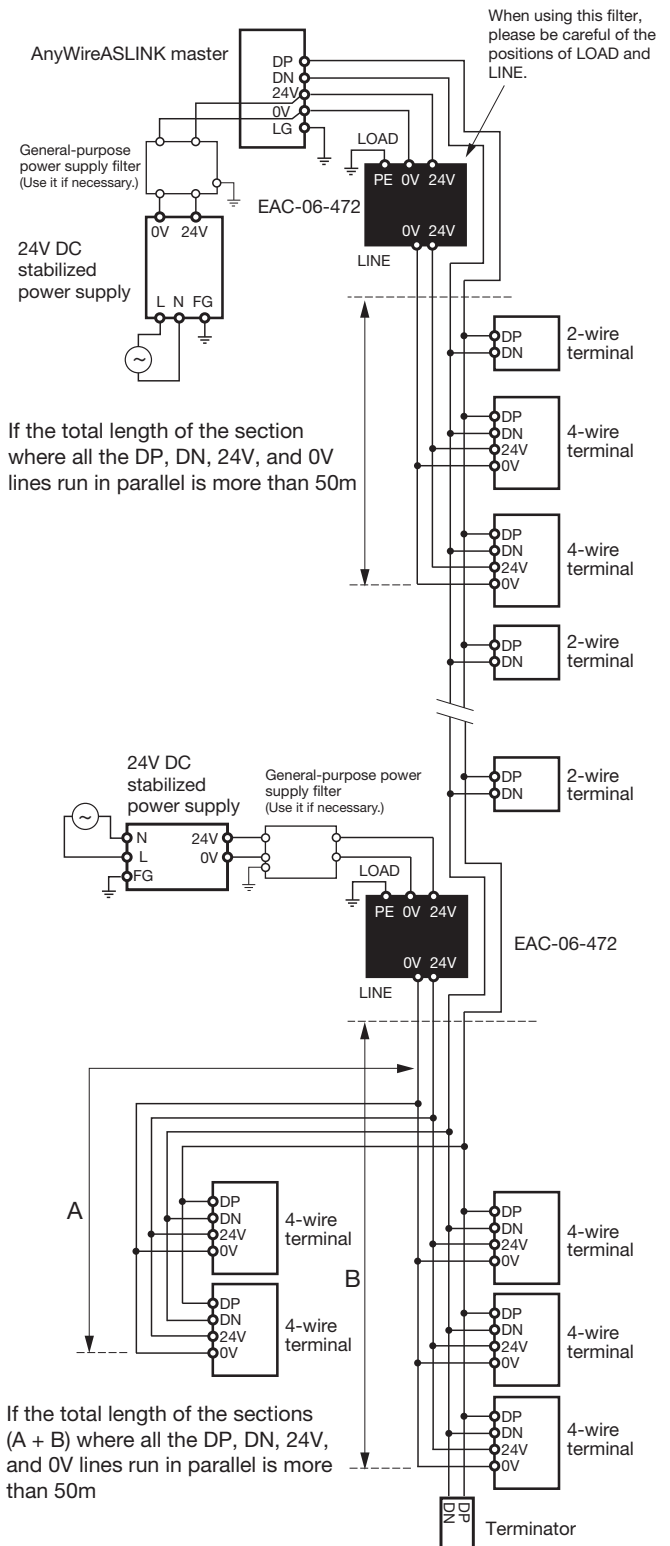 When using this filter,
please be careful of the
positions of LOAD and
LINE.
AnyWireASLINK master
DP
DN
24V
0V
LG
General-purpose
power supply filter
(Use it if necessary.)
LOAD
PE 0V 24V
EAC-06-472
0V 24V
LINE
0V 24V
24V DC
stabilized
power supply
L N FG
~
DP
DN
2-wire
terminal
If the total length of the section
where all the DP, DN, 24V, and 0V
lines run in parallel is more than 50m
DP
DN
24V
0V
4-wire
terminal
DP
DN
24V
0V
4-wire
terminal
DP
DN
2-wire
terminal
DP
DN
2-wire
terminal
24V DC
stabilized
power supply
General-purpose power
supply filter
(Use it if necessary.)
~
N 24V
L 0V
FG
LOAD
PE 0V 24V
EAC-06-472
0V 24V
LINE
A
DP
DN
24V
0V
4-wire
terminal
DP
DN
24V
0V
4-wire
terminal
B
DP
DN
24V
0V
4-wire
terminal
DP
DN
24V
0V
4-wire
terminal
DP
DN
24V
0V
4-wire
terminal
If the total length of the sections
(A + B) where all the DP, DN, 24V,
and 0V lines run in parallel is more
than 50m
DP
DN
Terminator